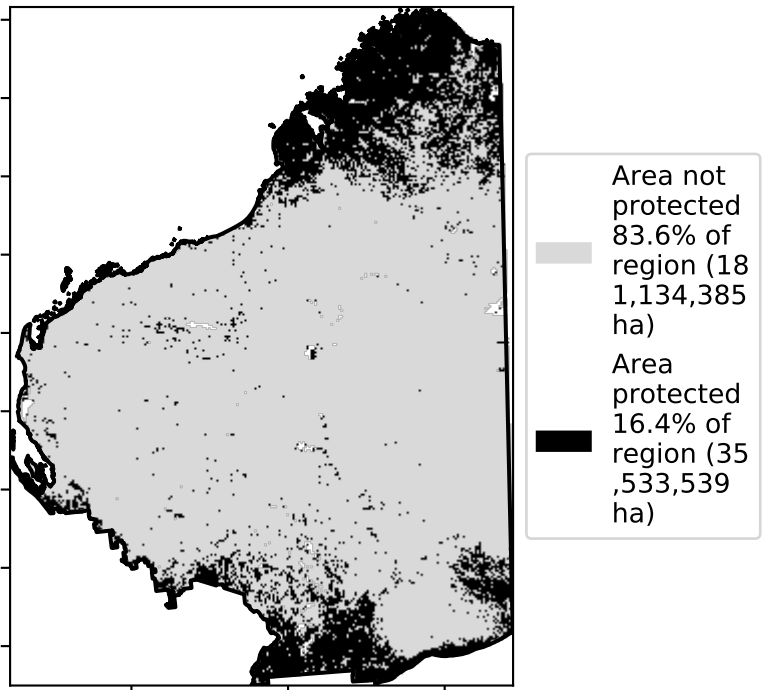 Area not
protected
83.6% of
region (18
1,134,385
ha)
Area
protected
16.4% of
region (35
,533,539
ha)